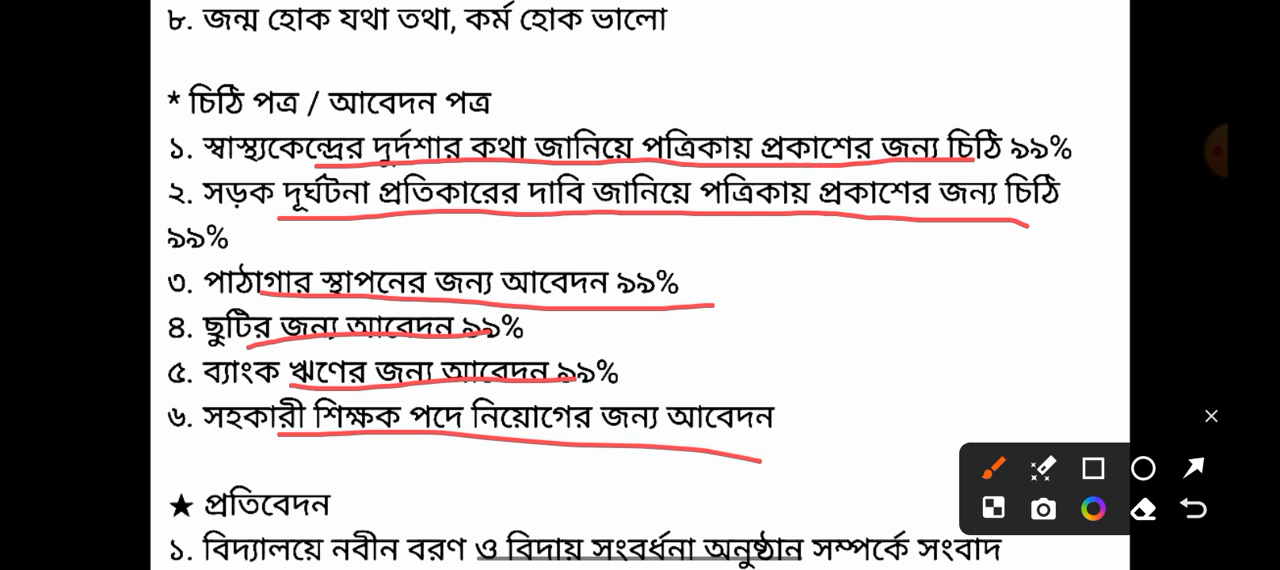 ৮. জন্ম হোক যথা তথা, কর্ম হোক ভালো
* চিঠি পত্র / আবেদন পত্র
১. স্বাস্থ্যকেন্দ্রের দুর্দশার কথা জানিয়ে পত্রিকায় প্রকাশের জন্য চিঠি ৯৯%
২. সড়ক দূর্ঘটনা প্রতিকারের দাবি জানিয়ে পত্রিকায় প্রকাশের জন্য চিঠি
৯৯%
৩. পাঠাগার স্থাপনের জন্য আবেদন ৯৯%
৪. ছুটির জন্য আবেদন ৯৯%
৫. ব্যাংক ঋণের জন্য আবেদন ৯৯%
৬. সহকারী শিক্ষক পদে নিয়োগের জন্য আবেদন
★ প্রতিবেদন
১. বিদ্যালয়ে নবীন বরণ ও বিদায় সংবর্ধনা অনুষ্ঠান সম্পর্কে সংবাদ